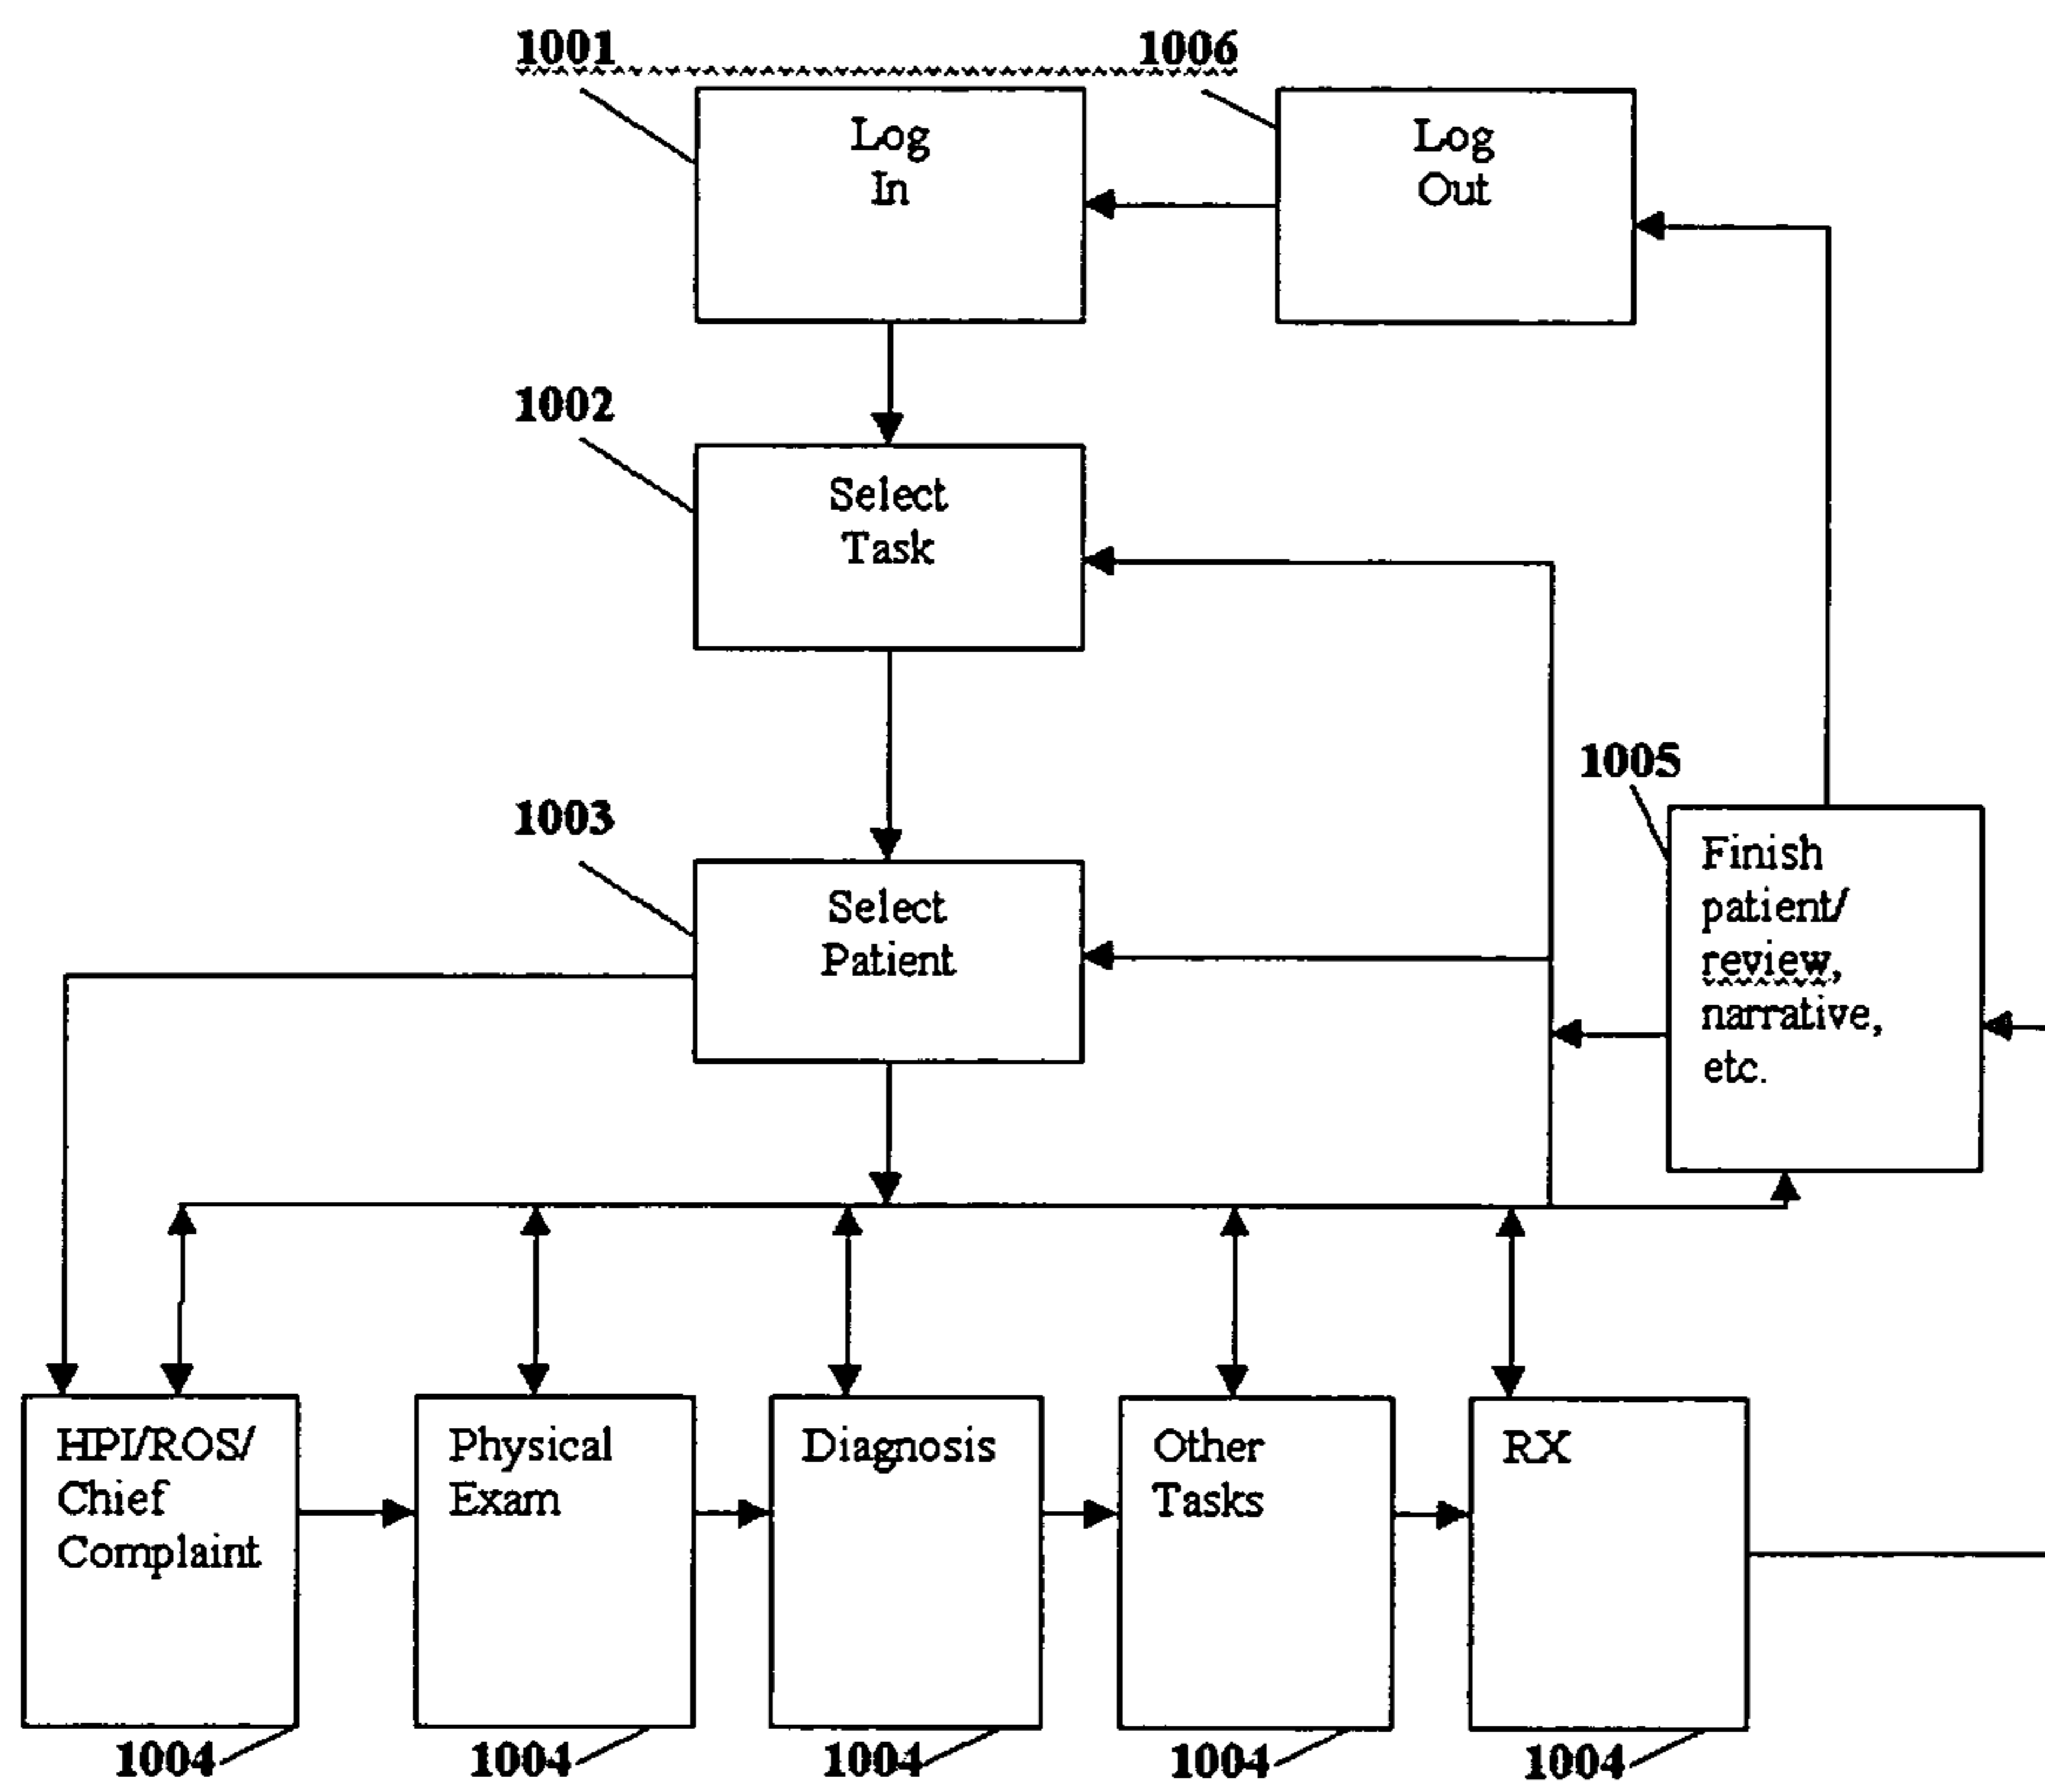 1001
1006
Log
In
Log
Out
1002
Select
Task
1005
1003
Finish
patient/
review,
narrative,
etc.
Select
Patient
HPI/ROS/
Chief
Complaint
Physical
Exam
Diagnosis
Other
Tasks
RX
1004
1004
1004
1004
1004